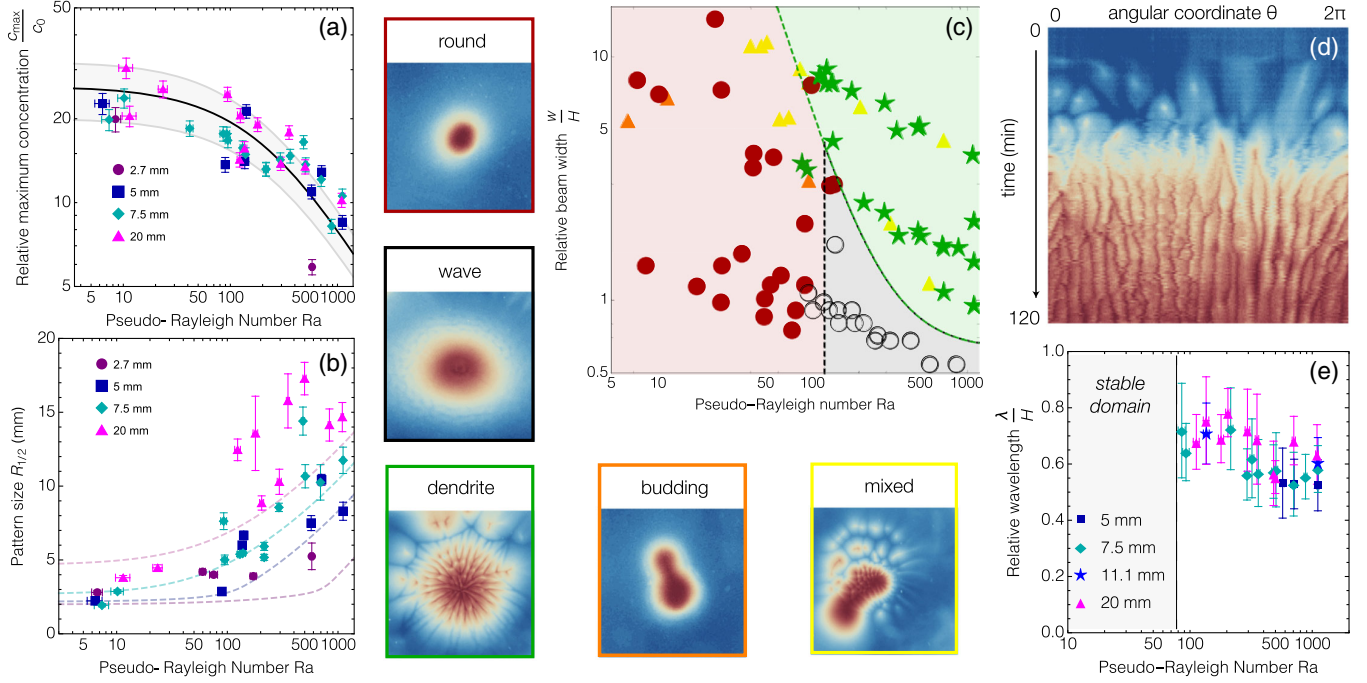 (a)
Relative maximum concentration c_max/c_0
50
40
30
20
10
5
2.7 mm
5 mm
7.5 mm
20 mm
5
10
50
100
500
1000
Pseudo- Rayleigh Number Ra
(b)
Pattern size R_1/2 (mm)
20
15
10
5
0
2.7 mm
5 mm
7.5 mm
20 mm
5
10
50
100
500
1000
Pseudo- Rayleigh Number Ra
round
wave
dendrite
budding
mixed
(c)
Relative beam width w/H
10
5
1
0.5
5
10
50
100
500
1000
Pseudo-Rayleigh number Ra
0
angular coordinate θ
2π
(d)
0
time (min)
120
(e)
Relative wavelength λ/H
1.0
0.8
0.6
0.4
0.2
0.0
stable
domain
5 mm
7.5 mm
11.1 mm
20 mm
10
50
100
500
1000
Pseudo-Rayleigh Number Ra